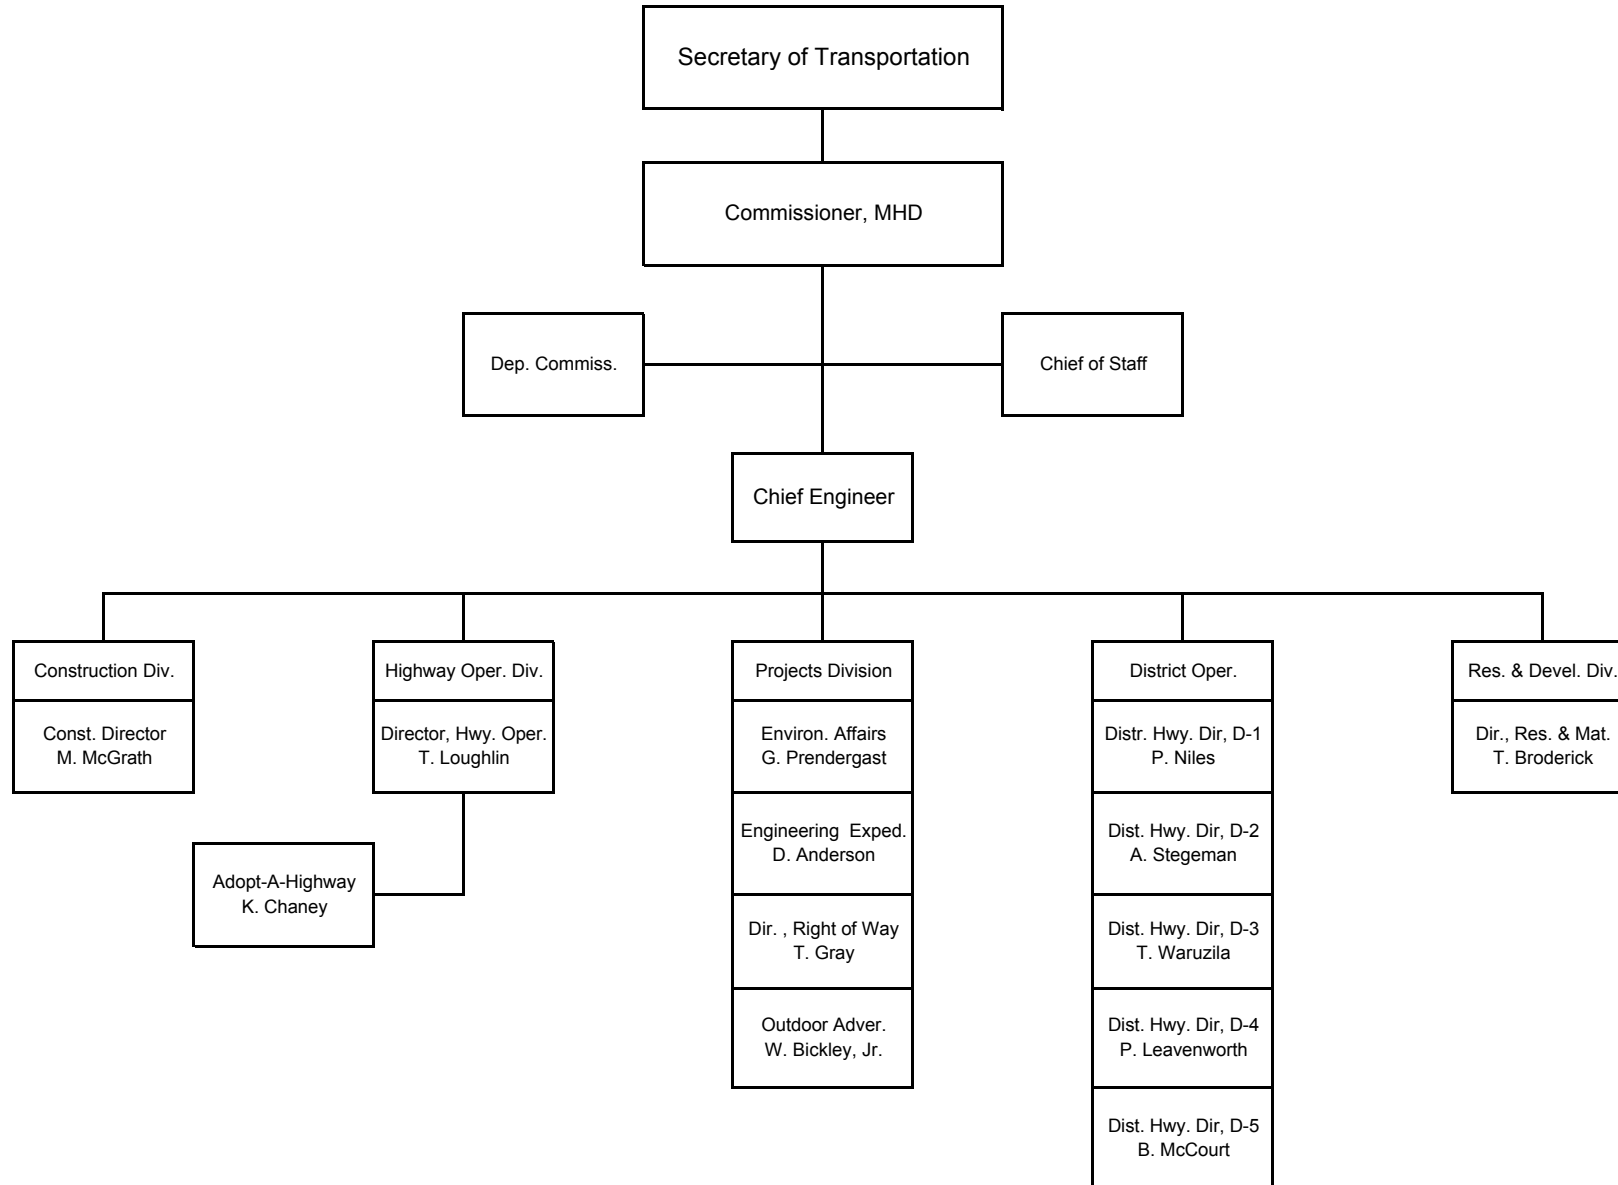 Secretary of Transportation
Commissioner, MHD
Dep. Commiss.
Chief of Staff
Chief Engineer
Construction Div.
Const. Director
M. McGrath
Highway Oper. Div.
Director, Hwy. Oper.
T. Loughlin
Adopt-A-Highway
K. Chaney
Projects Division
Environ. Affairs
G. Prendergast
Engineering  Exped.
D. Anderson
Dir. , Right of Way
T. Gray
Outdoor Adver.
W. Bickley, Jr.
District Oper.
Distr. Hwy. Dir, D-1
P. Niles
Dist. Hwy. Dir, D-2
A. Stegeman
Dist. Hwy. Dir, D-3
T. Waruzila
Dist. Hwy. Dir, D-4
P. Leavenworth
Dist. Hwy. Dir, D-5
B. McCourt
Res. & Devel. Div.
Dir., Res. & Mat.
T. Broderick